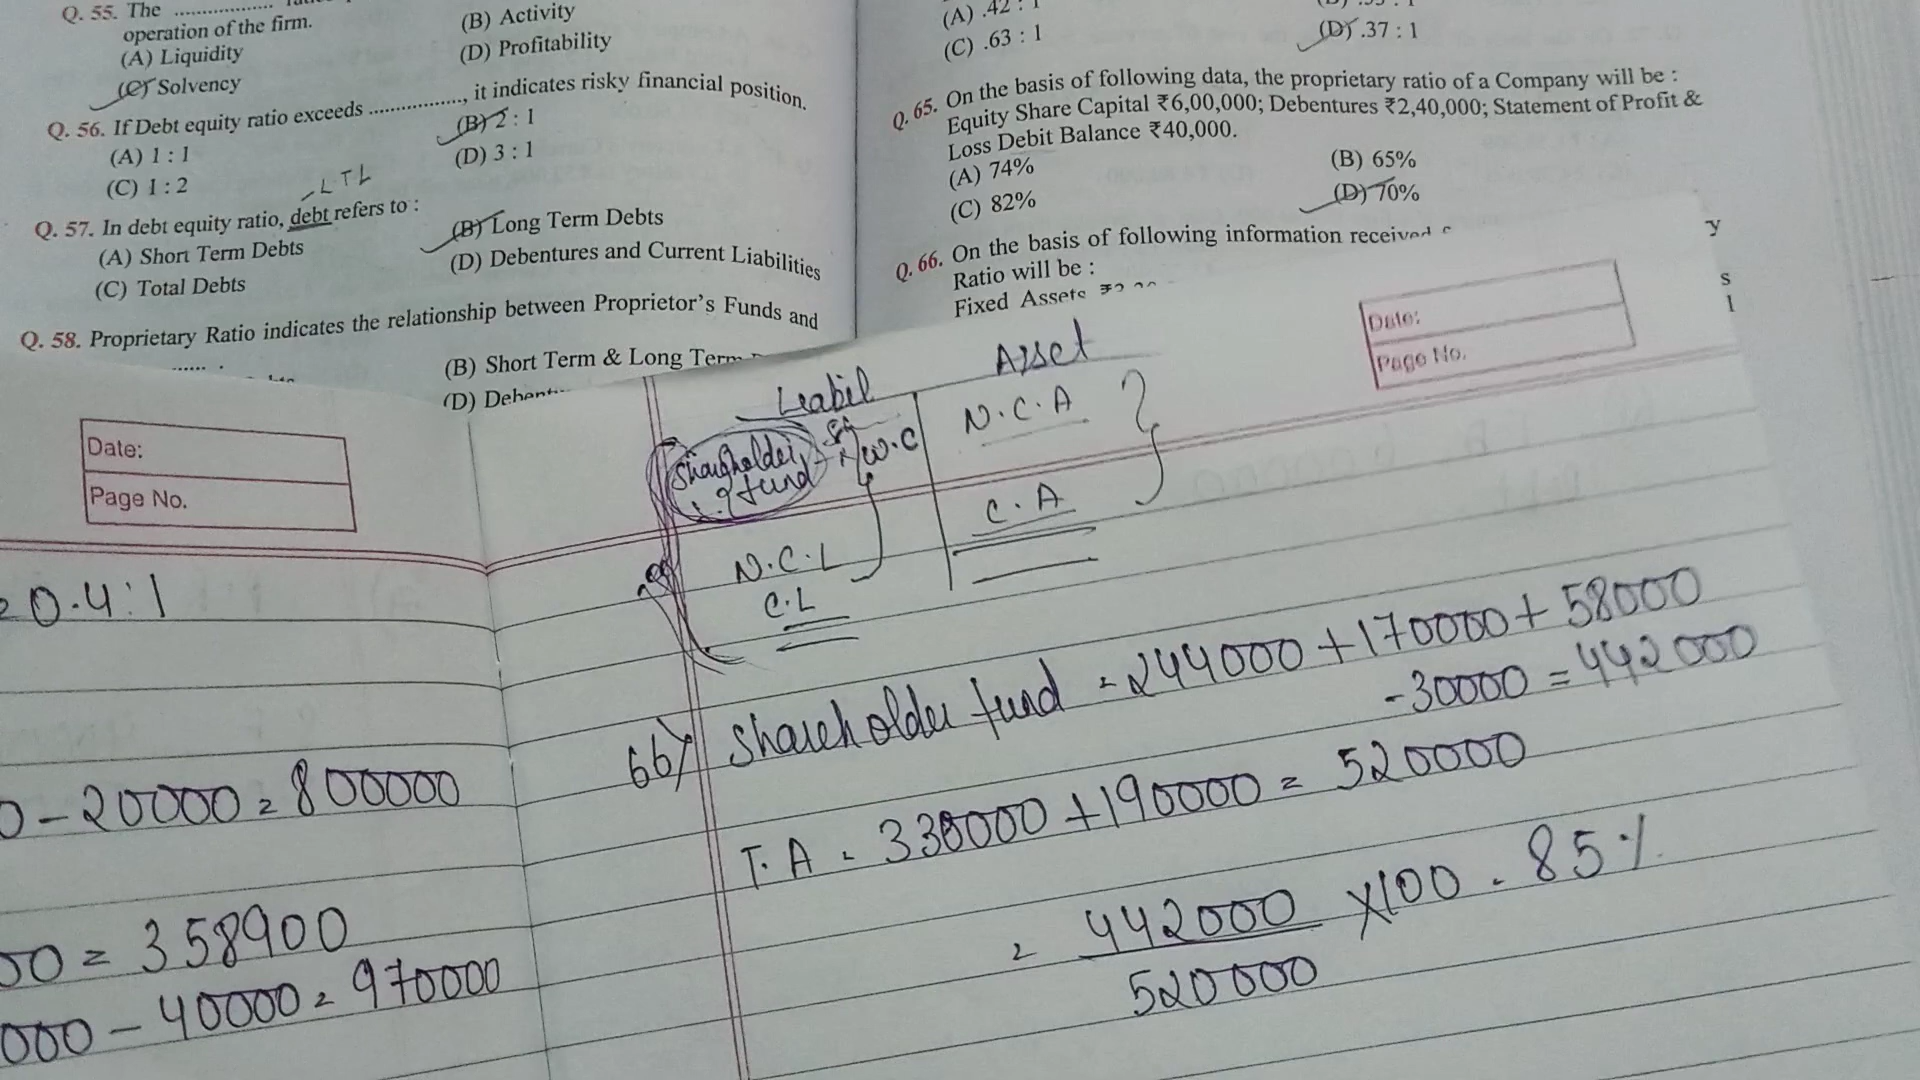 Q. 55. The ..................
operation of the firm.
(A) Liquidity
(B) Activity
(C) Solvency
(D) Profitability
Q. 56. If Debt equity ratio exceeds ................., it indicates risky financial position.
(A) 1 : 1
(B) 2 : 1
(C) 1 : 2
(D) 3 : 1
LTL
Q. 57. In debt equity ratio, debt refers to :
(A) Short Term Debts
(B) Long Term Debts
(C) Total Debts
(D) Debentures and Current Liabilities
Q. 58. Proprietary Ratio indicates the relationship between Proprietor's Funds and
......
(B) Short Term & Long Term
(D)
(A) .42 : 1
(C) .63 : 1
(D) .37 : 1
Q. 65. On the basis of following data, the proprietary ratio of a Company will be :
Equity Share Capital ₹6,00,000; Debentures ₹2,40,000; Statement of Profit &
Loss Debit Balance ₹40,000.
(A) 74%
(B) 65%
(C) 82%
(D) 70%
Q. 66. On the basis of following information received
Ratio will be :
Fixed Assets
y
s
l
Date:
Page No.
Date:
Page No.
Leabil
Asset
Shareholder fund
W.C
N.C.A
C.A
N.C.L
C.L
= 0.4:1
0 - 20000 = 800000
00 = 358900
000 - 40000 = 970000
66) Shareholder fund = 244000 + 170000 + 58000
- 30000 = 442000
T. A = 330000 + 190000 = 520000
= 442000 X100 = 85%
520000